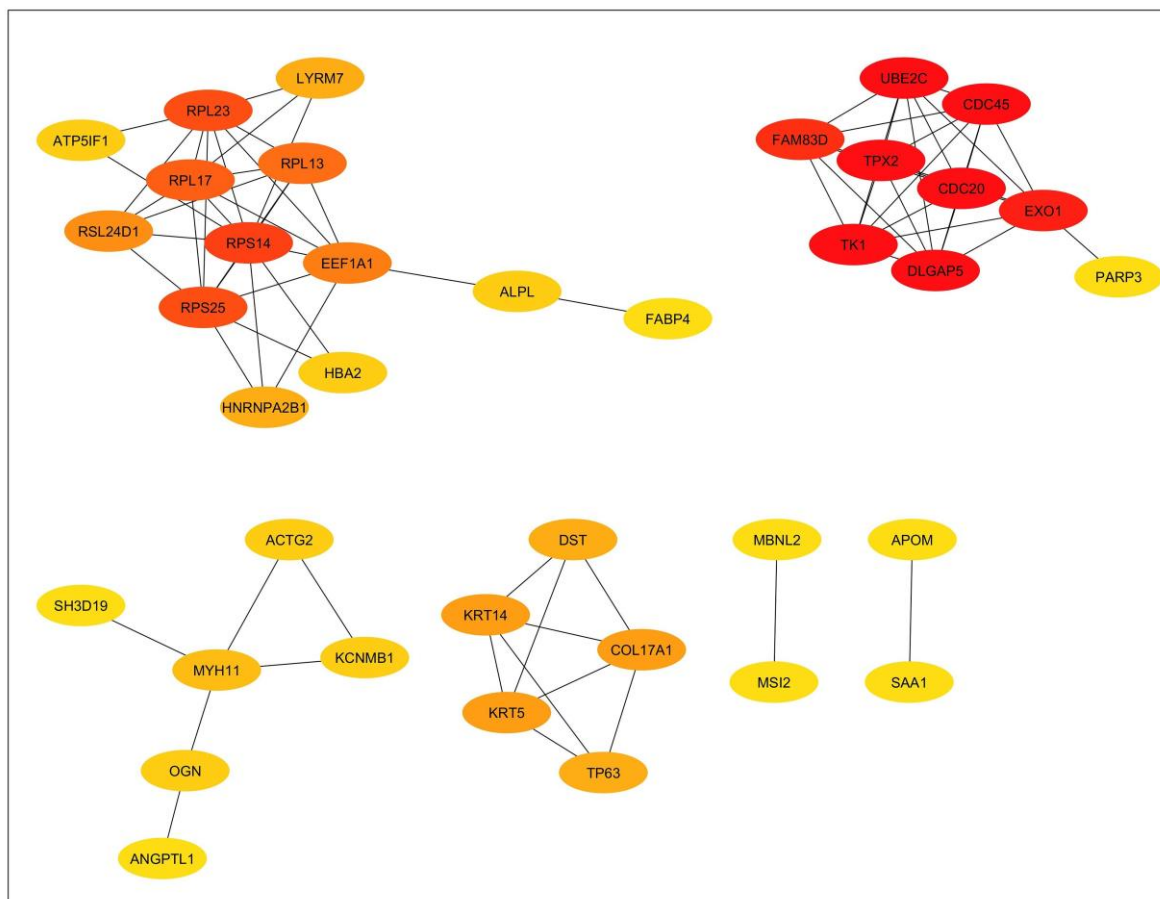 LYRM7
RPL23
ATP5IF1
RPL13
RPL17
RSL24D1
RPS14
EEF1A1
ALPL
RPS25
FABP4
HBA2
HNRNPA2B1
UBE2C
CDC45
FAM83D
TPX2
CDC20
EXO1
TK1
DLGAP5
PARP3
ACTG2
SH3D19
MYH11
KCNMB1
OGN
ANGPTL1
DST
KRT14
COL17A1
KRT5
TP63
MBNL2
MSI2
APOM
SAA1